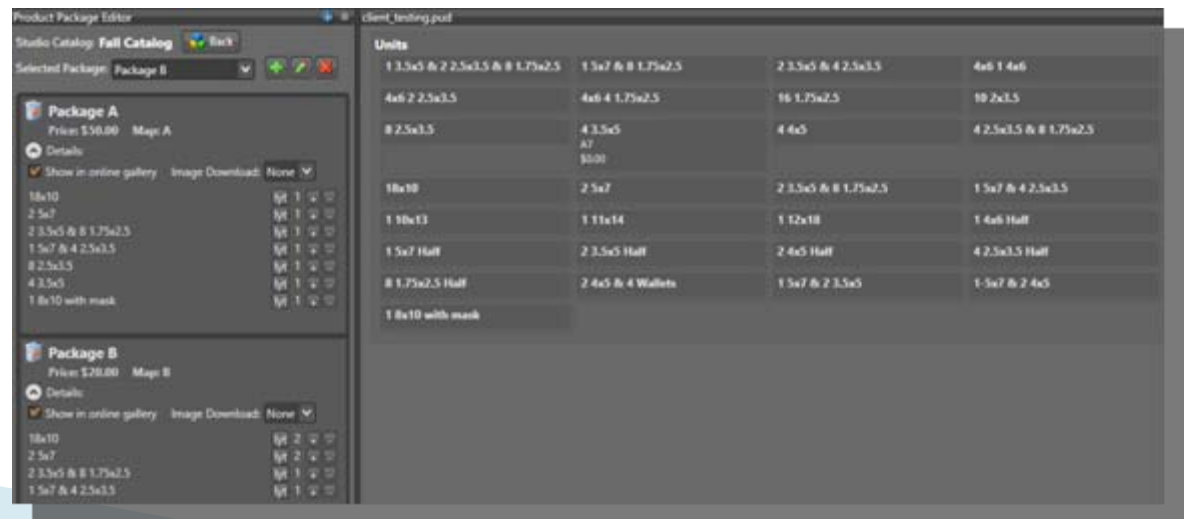 Product Package Editor
Studio Catalog: Fall Catalog Back
Selected Package: Package B
Package A
Price: $50.00 Map: A
Details:
Show in online gallery Image Download: None
18x10
1
2 5x7
1
2 3.5x5 & 8 1.75x2.5
1
1 5x7 & 4 2.5x3.5
1
8 2.5x3.5
1
4 3.5x5
1
1 8x10 with mask
1
Package B
Price: $20.00 Map: B
Details:
Show in online gallery Image Download: None
18x10
2
2 5x7
2
2 3.5x5 & 8 1.75x2.5
1
1 5x7 & 4 2.5x3.5
1
client_testing.pud
Units
1 3.5x5 & 2 2.5x3.5 & 8 1.75x2.5
1 5x7 & 8 1.75x2.5
2 3.5x5 & 4 2.5x3.5
4x6 1 4x6
4x6 2 2.5x3.5
4x6 4 1.75x2.5
16 1.75x2.5
10 2x3.5
8 2.5x3.5
4 3.5x5
A7
$0.00
4 4x5
4 2.5x3.5 & 8 1.75x2.5
18x10
2 5x7
2 3.5x5 & 8 1.75x2.5
1 5x7 & 4 2.5x3.5
1 10x13
1 11x14
1 12x18
1 4x6 Half
1 5x7 Half
2 3.5x5 Half
2 4x5 Half
4 2.5x3.5 Half
8 1.75x2.5 Half
2 4x5 & 4 Wallets
1 5x7 & 2 3.5x5
1-5x7 & 2 4x5
1 8x10 with mask